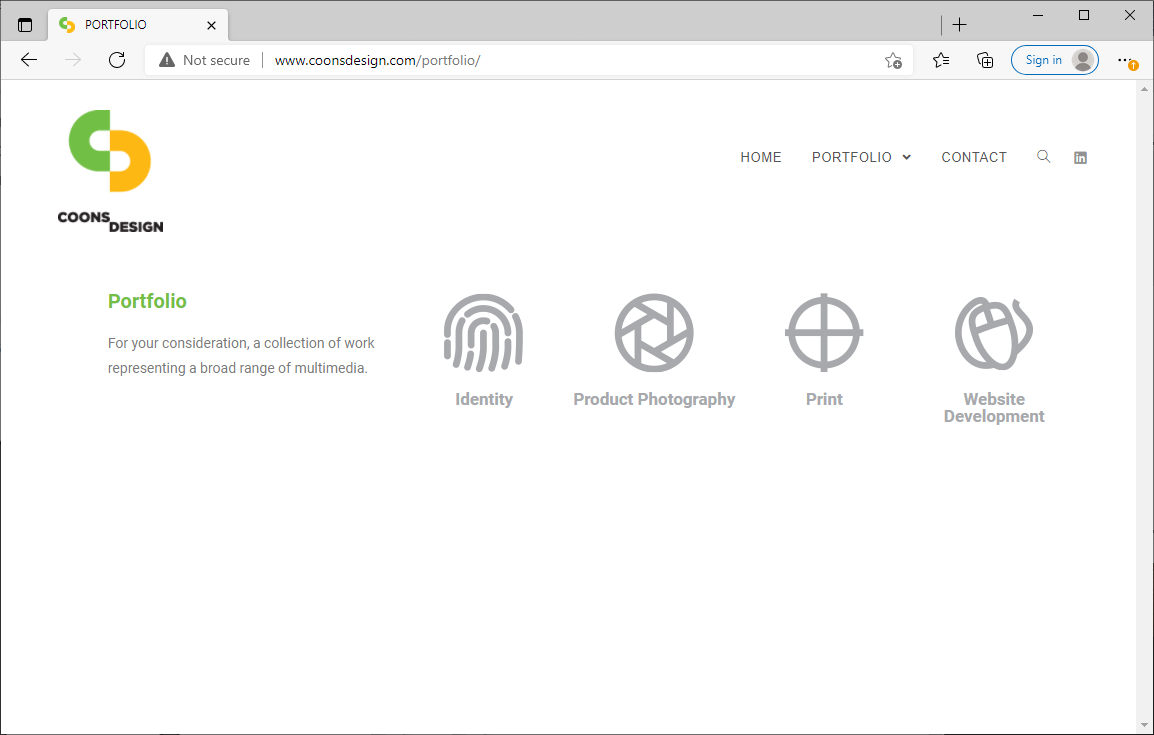 PORTFOLIO
Not secure
www.coonsdesign.com/portfolio/
Sign in
COONS
DESIGN
HOME
PORTFOLIO
CONTACT
Portfolio
For your consideration, a collection of work
representing a broad range of multimedia.
Identity
Product Photography
Print
Website
Development